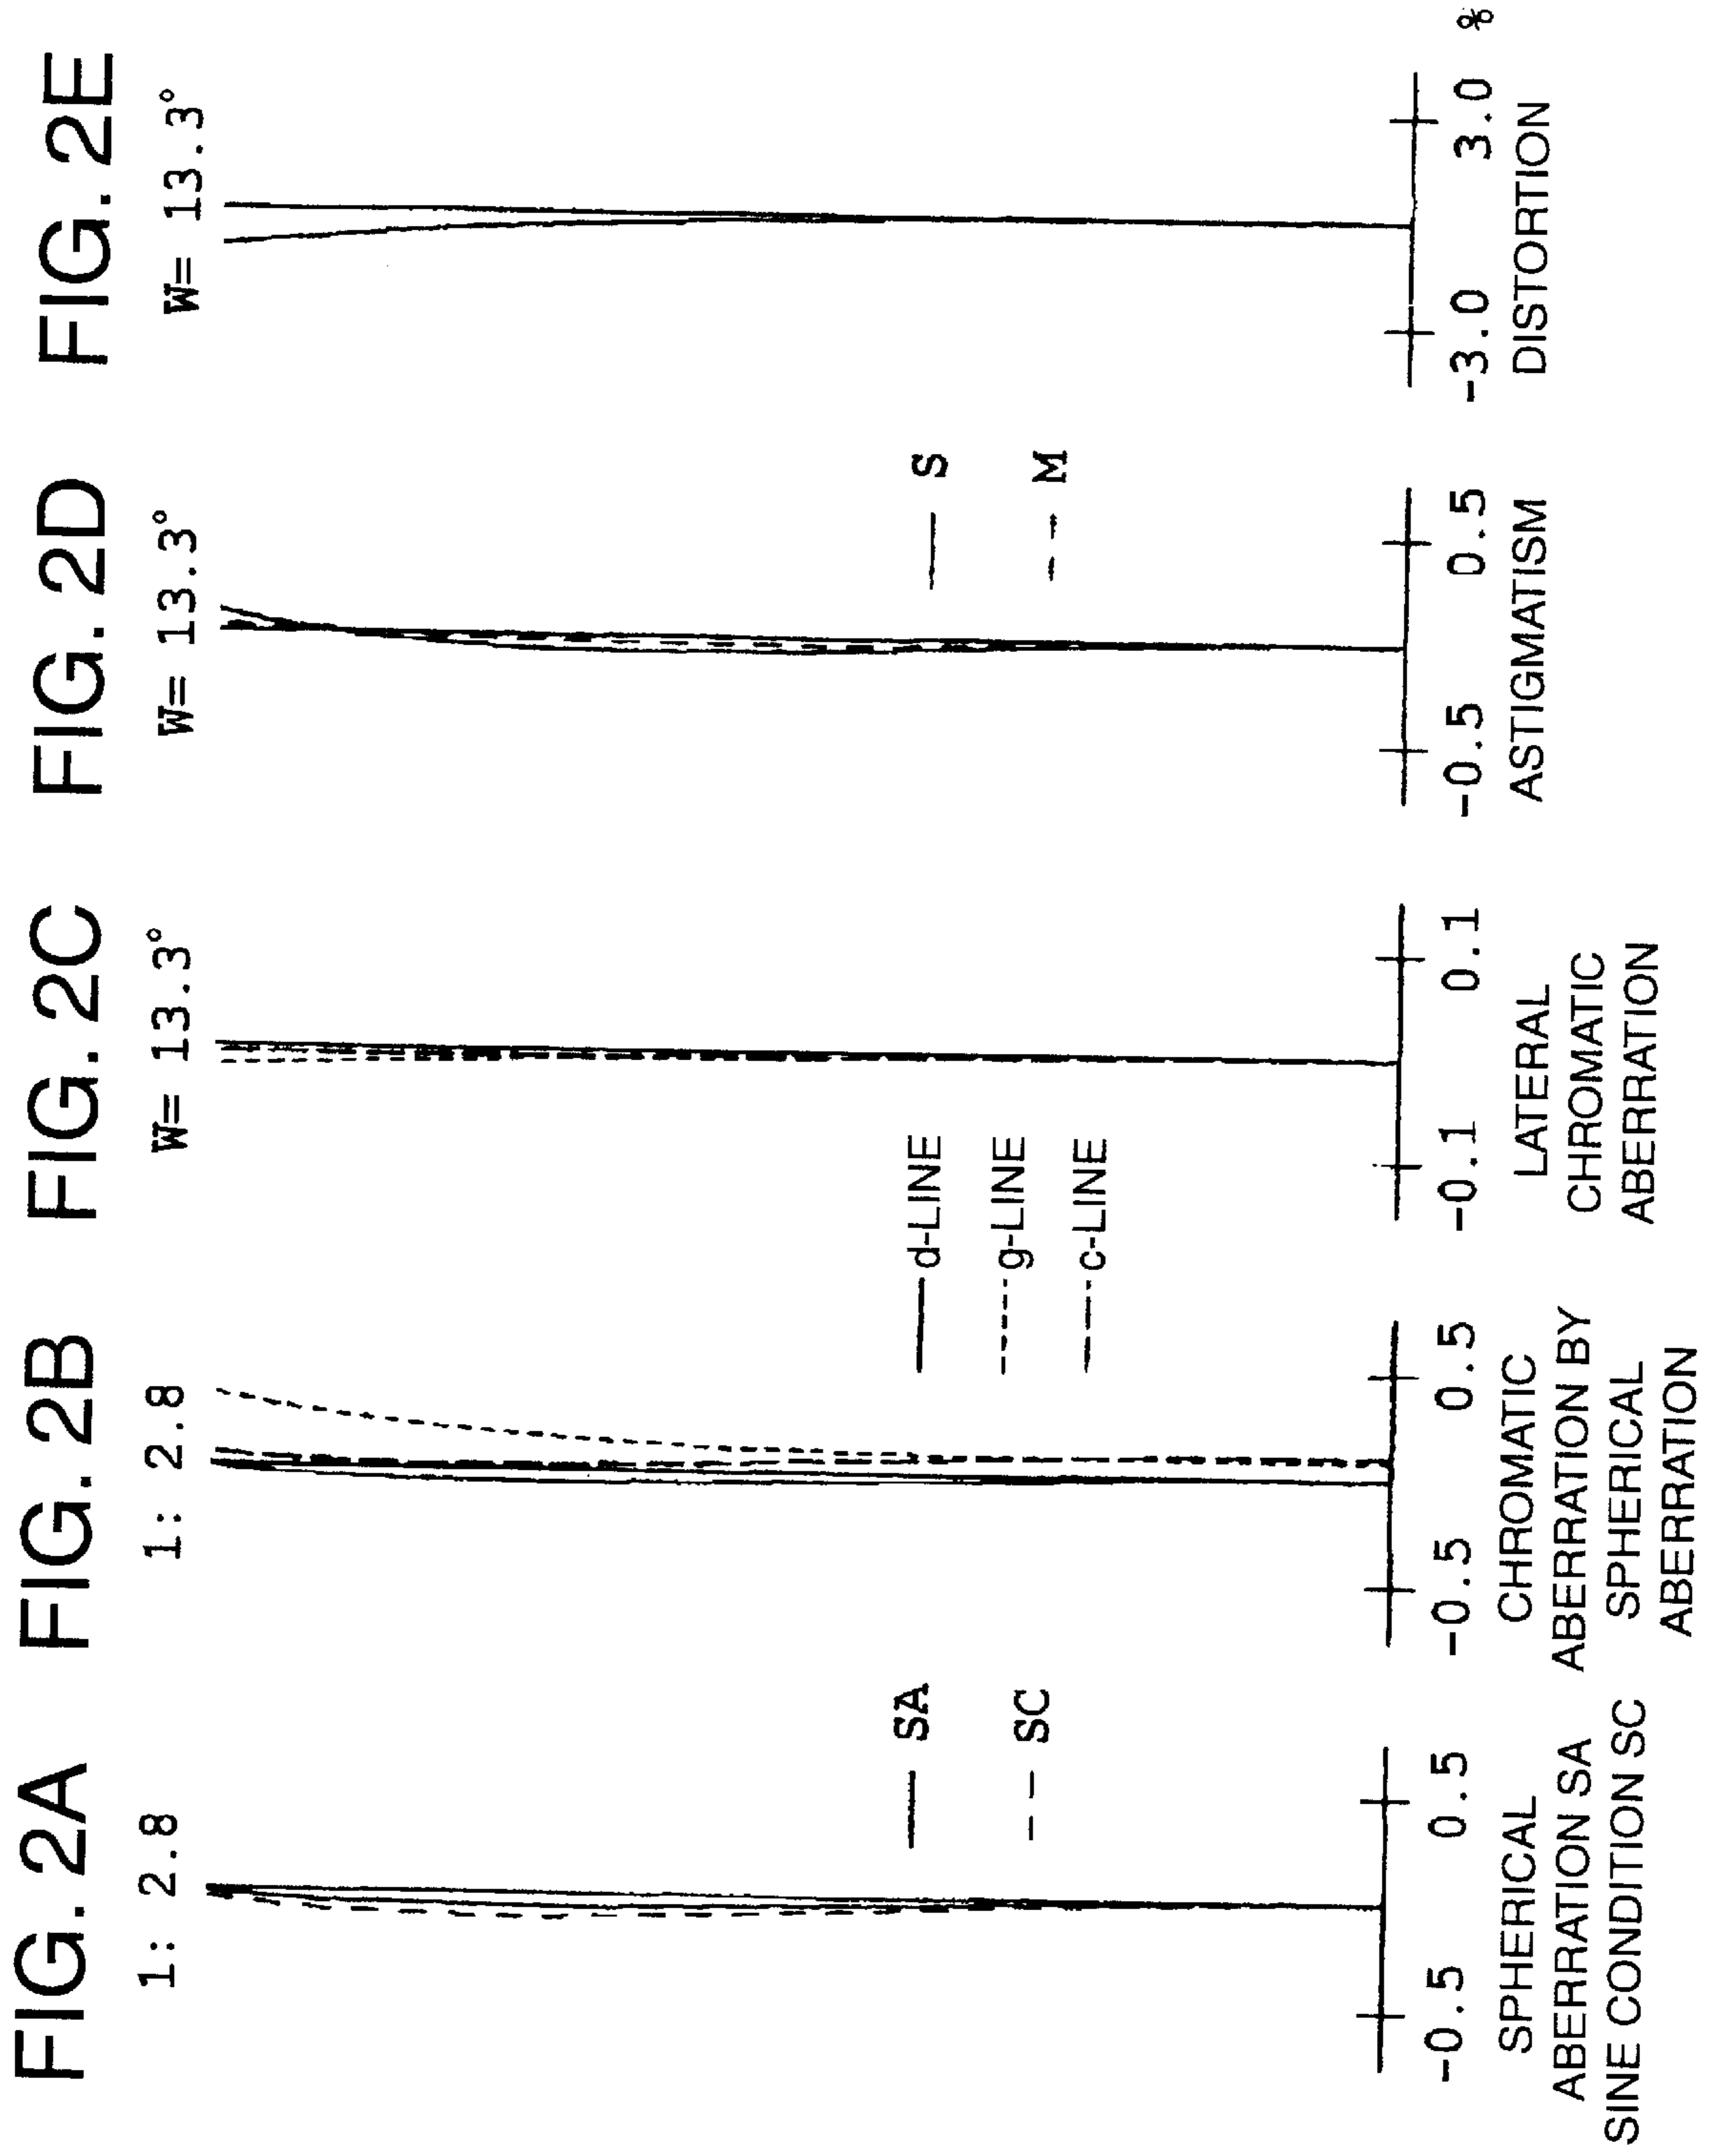 FIG. 2A
1: 2.8
SA
SC
-0.5
0.5
SPHERICAL
ABERRATION SA
SINE CONDITION SC
FIG. 2B
1: 2.8
d-LINE
g-LINE
c-LINE
-0.5
0.5
CHROMATIC
ABERRATION BY
SPHERICAL
ABERRATION
FIG. 2C
W= 13.3°
-0.1
0.1
LATERAL
CHROMATIC
ABERRATION
FIG. 2D
W= 13.3°
S
M
-0.5
0.5
ASTIGMATISM
FIG. 2E
W= 13.3°
-3.0
3.0
%
DISTORTION